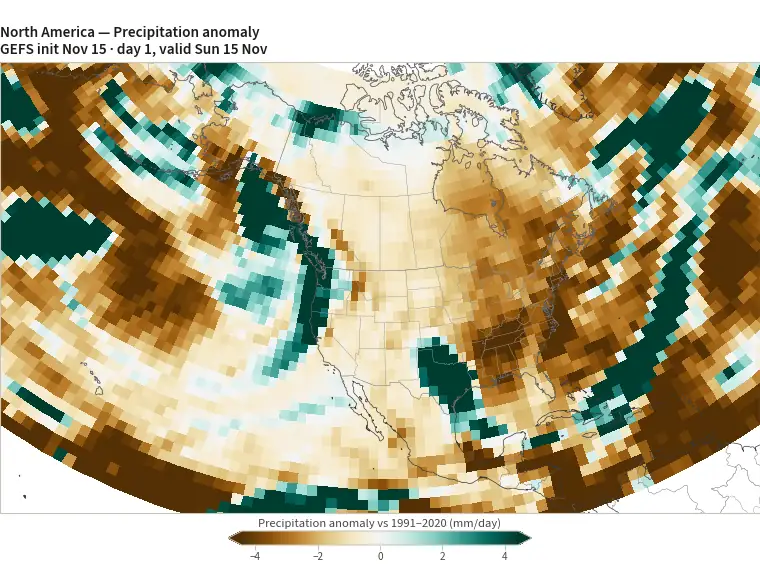 North America — Precipitation anomaly
GEFS init Nov 15 · day 1, valid Sun 15 Nov
Precipitation anomaly vs 1991–2020 (mm/day)
−4 −2 0 2 4